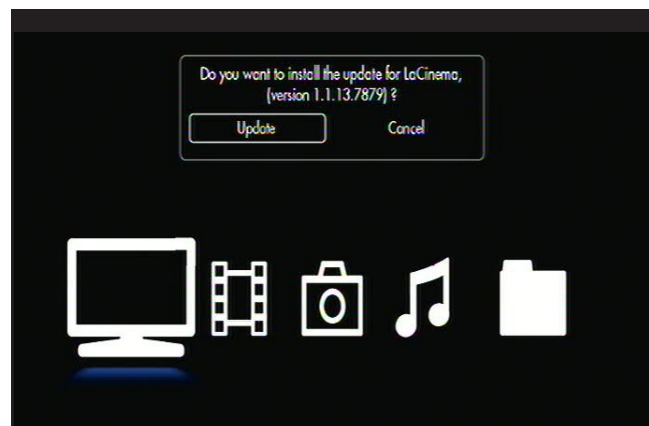 Do you want to install the update for LaCinema,
(version 1.1.13.7879) ?
Update
Cancel